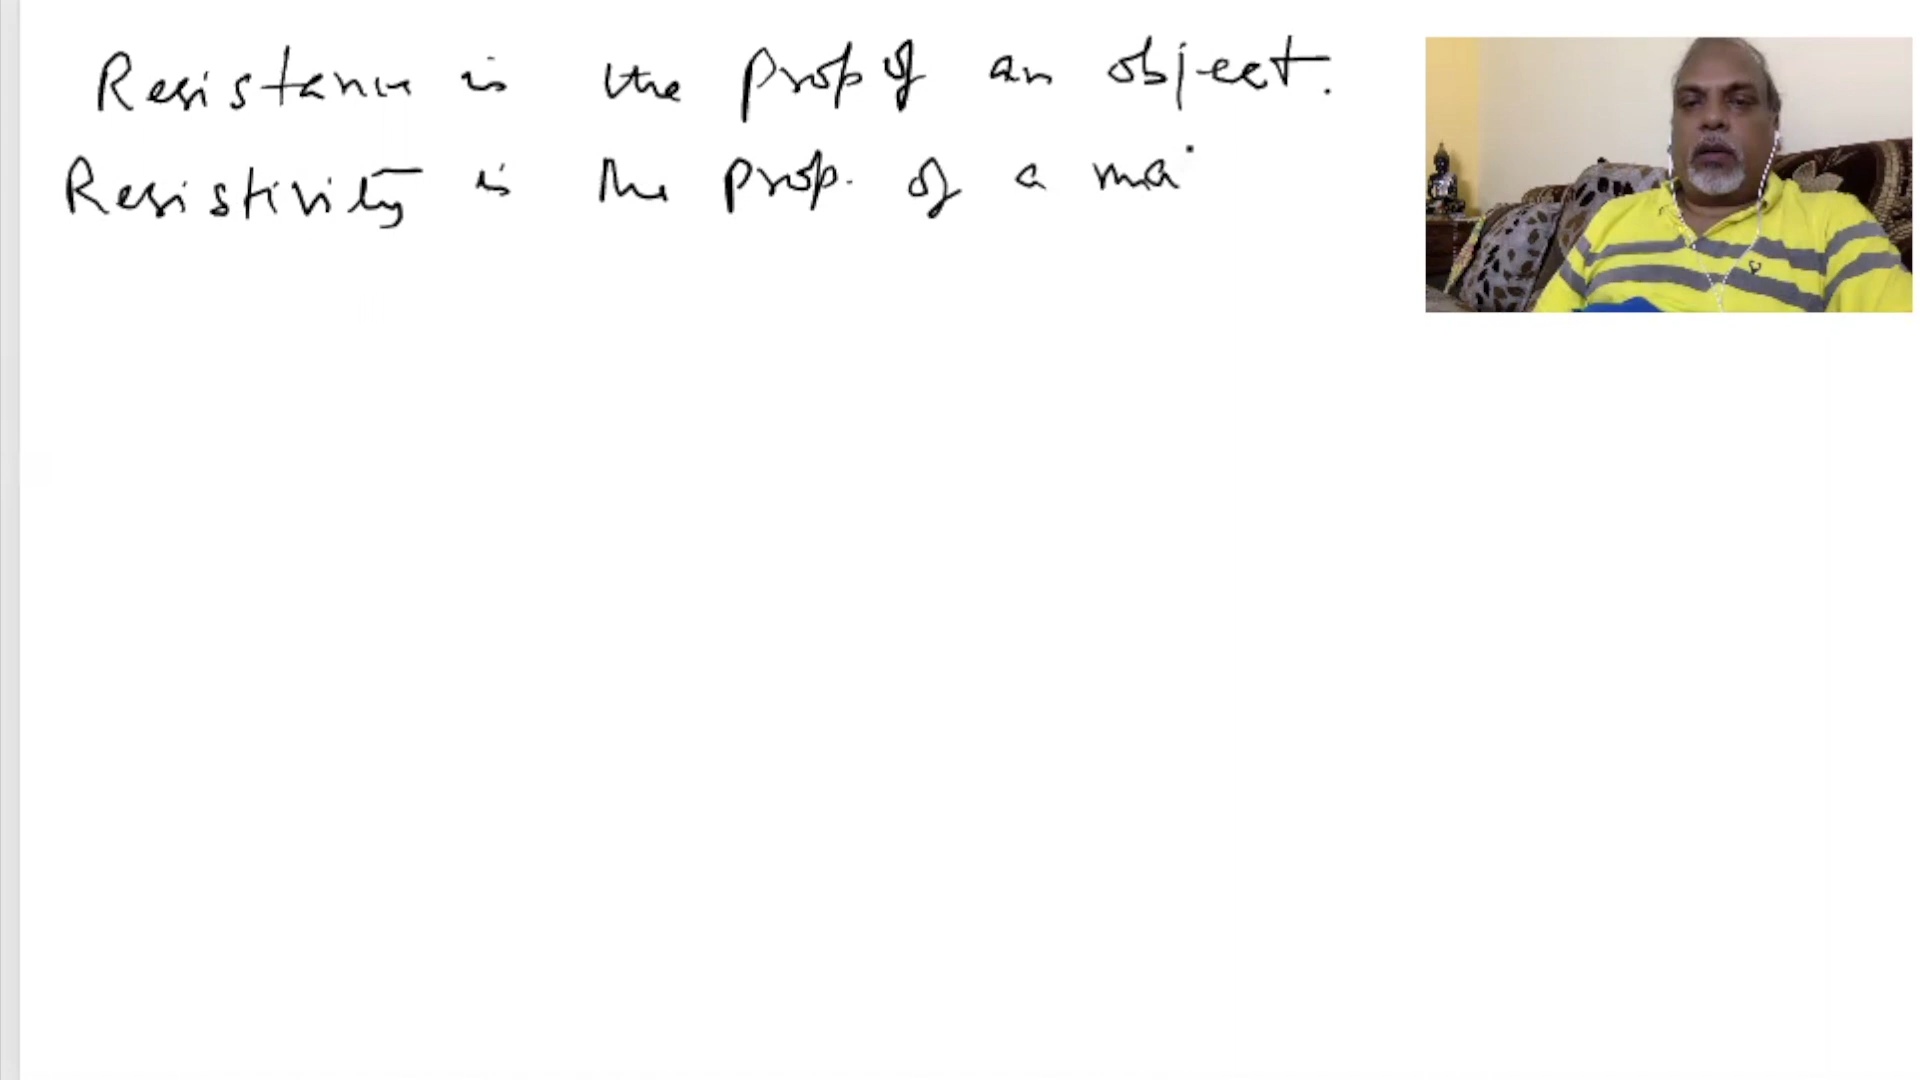 Resistance is the prop of an object.
Resistivity is the prop. of a ma